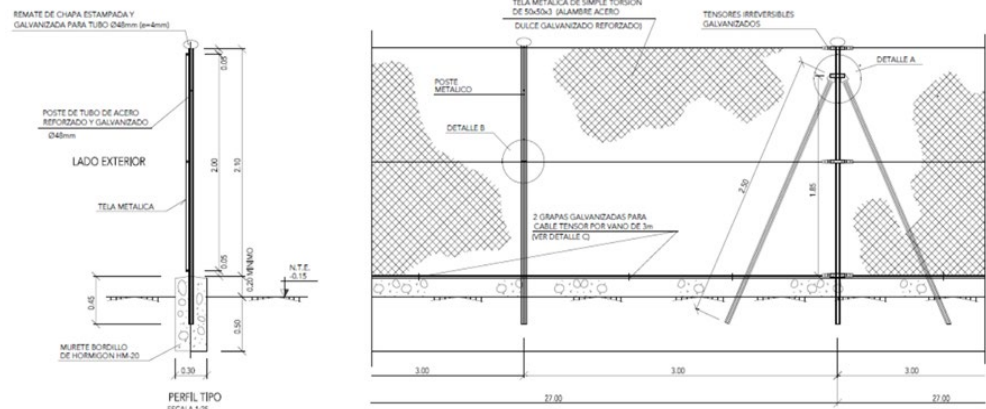 REMATE DE CHAPA ESTAMPADA Y
GALVANIZADA PARA TUBO Ø48mm (e=4mm)
POSTE DE TUBO DE ACERO
REFORZADO Y GALVANIZADO
Ø48mm
LADO EXTERIOR
TELA METALICA
0.05
2.00
2.10
0.05
0.20 MINIMO
N.T.E.
-0.15
0.45
0.50
MURETE BORDILLO
DE HORMIGON HM-20
0.30
PERFIL TIPO
ESCALA 1:25
TELA METALICA DE SIMPLE TORSION
DE 50x50x3 (ALAMBRE ACERO
DULCE GALVANIZADO REFORZADO)
TENSORES IRREVERSIBLES
GALVANIZADOS
DETALLE A
POSTE
METALICO
DETALLE B
2.50
1.85
2 GRAPAS GALVANIZADAS PARA
CABLE TENSOR POR VANO DE 3m
(VER DETALLE C)
3.00
3.00
3.00
27.00
27.00